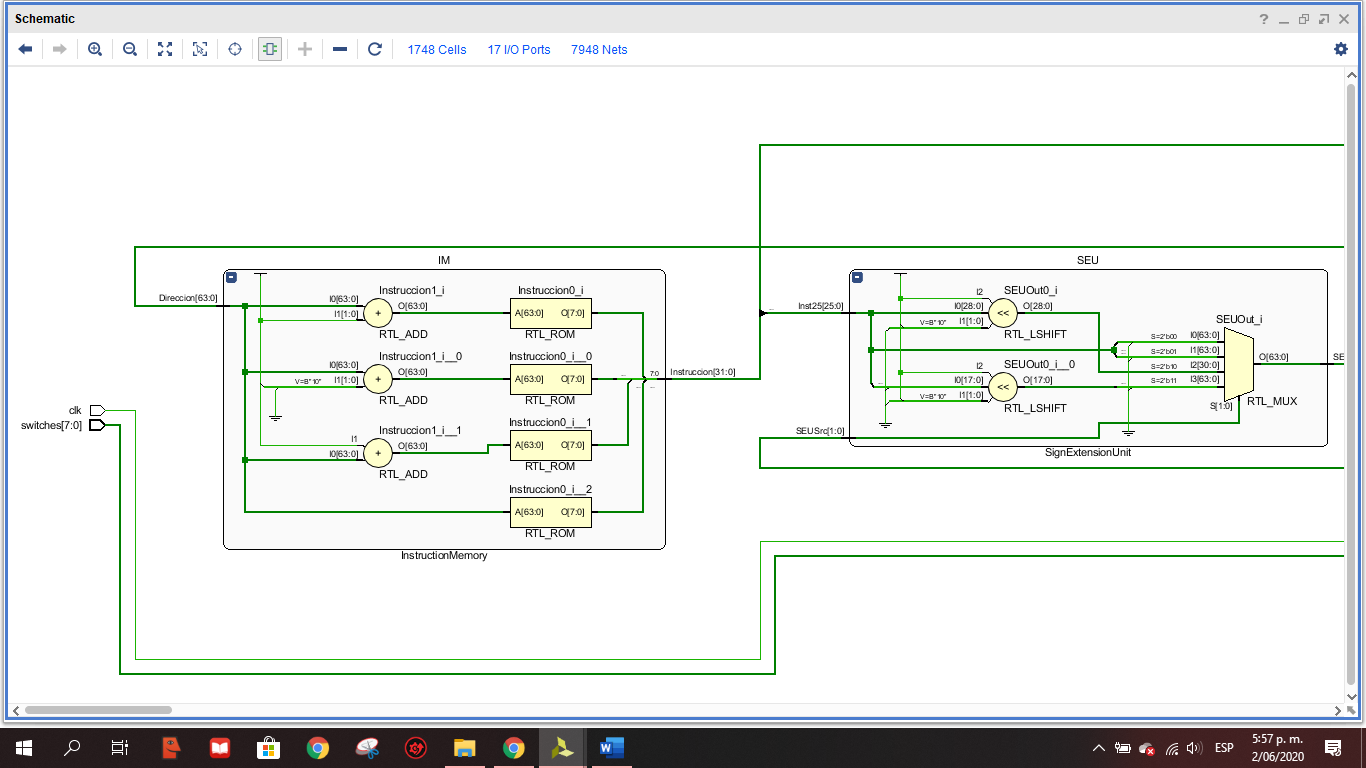 Schematic
1748 Cells 17 I/O Ports 7948 Nets
IM
Direccion[63:0]
Instruccion1_i
I0[63:0]
I1[1:0]
+
O[63:0]
RTL_ADD
Instruccion0_i
A[63:0] O[7:0]
RTL_ROM
Instruccion1_i__0
I0[63:0]
V=B"10" I1[1:0]
+
O[63:0]
RTL_ADD
Instruccion0_i__0
A[63:0] O[7:0]
RTL_ROM
7:0
Instruccion[31:0]
Instruccion1_i__1
I1
I0[63:0]
+
O[63:0]
RTL_ADD
Instruccion0_i__1
A[63:0] O[7:0]
RTL_ROM
Instruccion0_i__2
A[63:0] O[7:0]
RTL_ROM
InstructionMemory
clk
switches[7:0]
SEU
Inst25[25:0]
SEUSrc[1:0]
SEUOut0_i
I2
I0[28:0]
V=B"10" I1[1:0]
<<
O[28:0]
RTL_LSHIFT
SEUOut0_i__0
I2
I0[17:0]
V=B"10" I1[1:0]
<<
O[17:0]
RTL_LSHIFT
SEUOut_i
S=2'b00 I0[63:0]
S=2'b01 I1[63:0]
S=2'b10 I2[30:0]
S=2'b11 I3[63:0]
S[1:0]
O[63:0]
RTL_MUX
SE
SignExtensionUnit
ESP
5:57 p. m.
2/06/2020